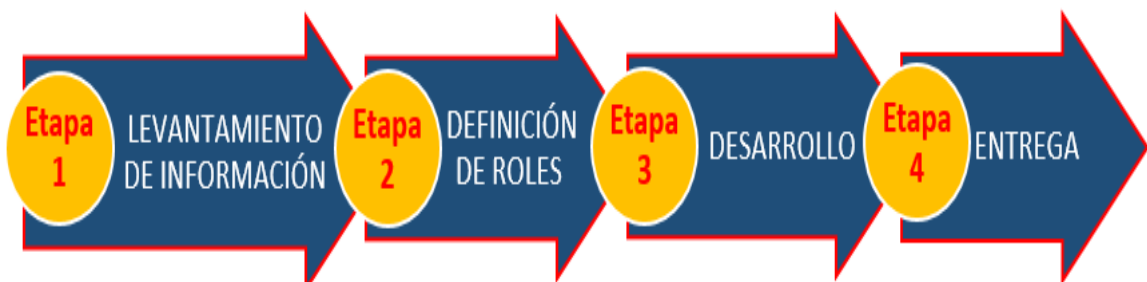 Etapa
1
LEVANTAMIENTO
DE INFORMACIÓN
Etapa
2
DEFINICIÓN
DE ROLES
Etapa
3
DESARROLLO
Etapa
4
ENTREGA